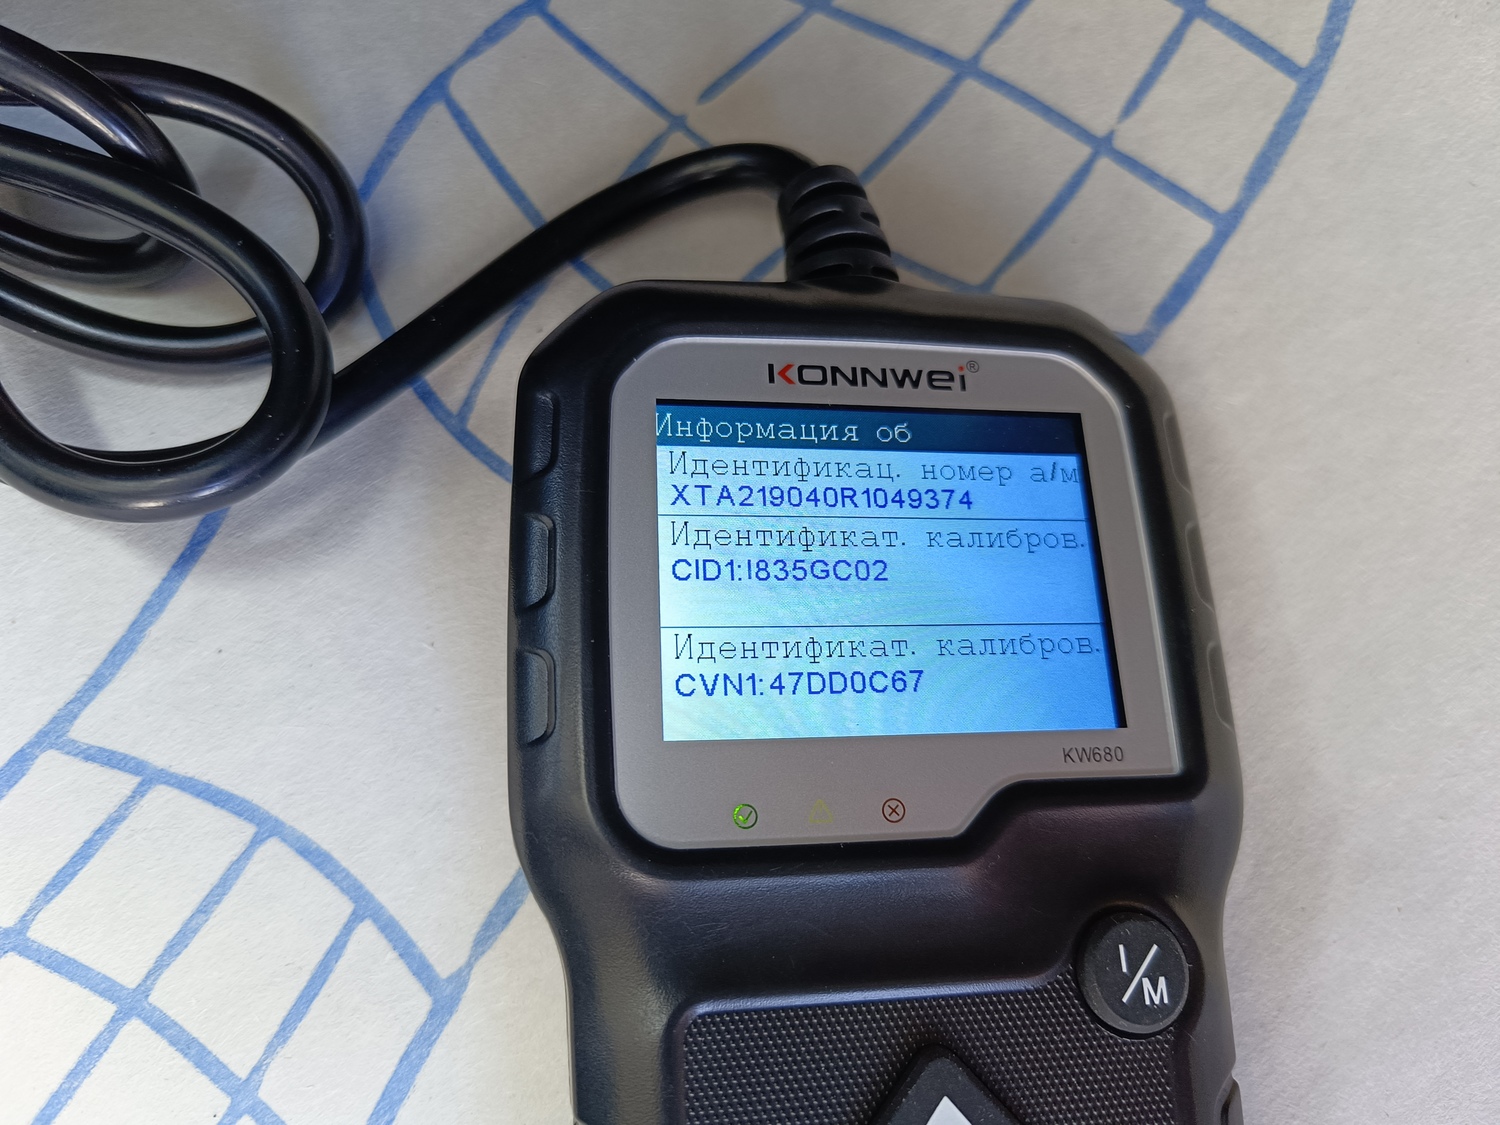 KONNWEI®
Информация об
Идентификац. номер а/м
XTA219040R1049374
Идентификат. калибров.
CID1:I835GC02
Идентификат. калибров.
CVN1:47DD0C67
KW680
I/M